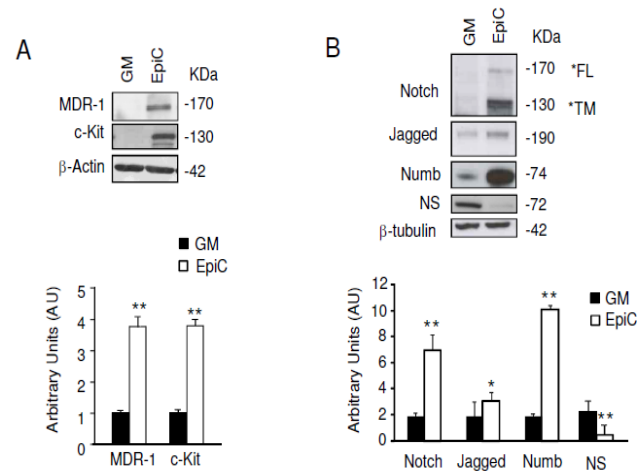 A
GM EpiC KDa
MDR-1 -170
c-Kit -130
β-Actin -42
GM
EpiC
Arbitrary Units (AU)
5
4
3
2
1
0
** **
MDR-1 c-Kit
B
GM EpiC KDa
Notch -170 *FL
-130 *TM
Jagged -190
Numb -74
NS -72
β-tubulin -42
GM
EpiC
Arbitrary Units (AU)
12
10
8
6
4
2
0
** * ** **
Notch Jagged Numb NS